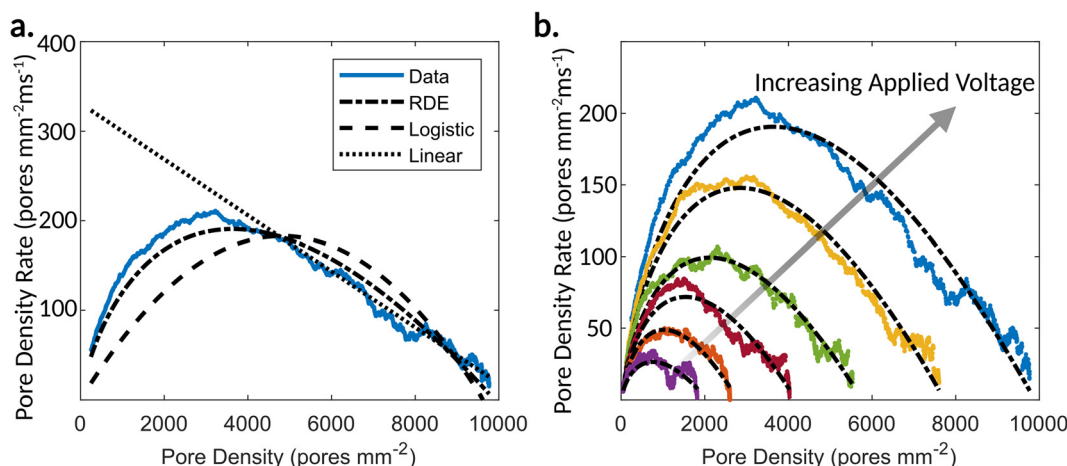 a.
Pore Density Rate (pores mm-2ms-1)
400
300
200
100
Data
RDE
Logistic
Linear
0
2000
4000
6000
8000
10000
Pore Density (pores mm-2)
b.
Pore Density Rate (pores mm-2ms-1)
200
150
100
50
Increasing Applied Voltage
0
2000
4000
6000
8000
10000
Pore Density (pores mm-2)